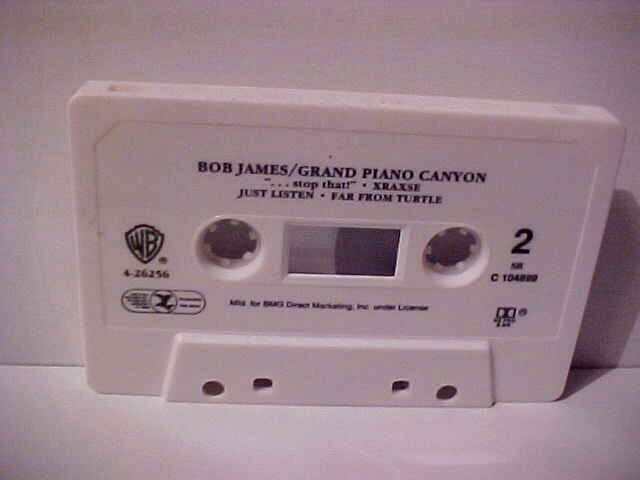 BOB JAMES/GRAND PIANO CANYON
"...stop that!" • XRAXSE
JUST LISTEN • FAR FROM TURTLE
WB ®
4-26256
2
SR
C 104899
Mfd. for BMG Direct Marketing, Inc. under License